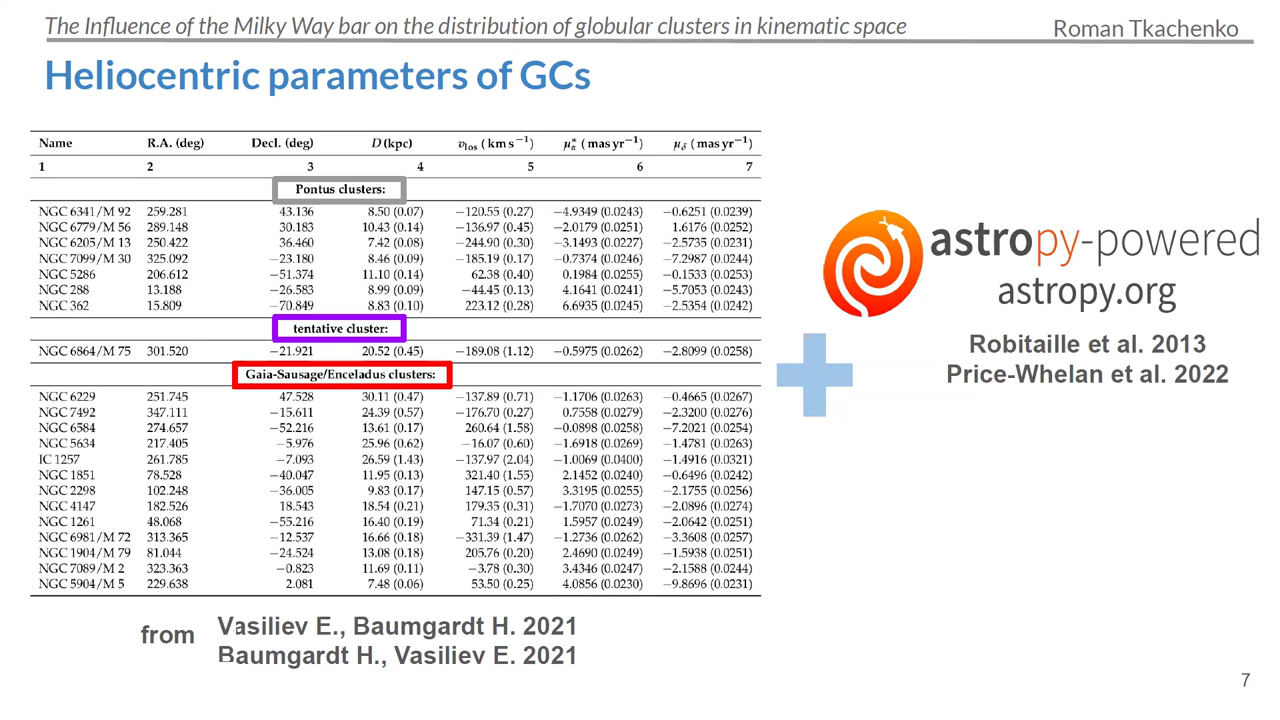 The Influence of the Milky Way bar on the distribution of globular clusters in kinematic space
Roman Tkachenko
Heliocentric parameters of GCs
Name R.A. (deg) Decl. (deg) D (kpc) v_los (km s⁻¹) μ*_α (mas yr⁻¹) μ_δ (mas yr⁻¹)
1 2 3 4 5 6 7
Pontus clusters:
NGC 6341/M 92 259.281 43.136 8.50 (0.07) −120.55 (0.27) −4.9349 (0.0243) −0.6251 (0.0239)
NGC 6779/M 56 289.148 30.183 10.43 (0.14) −136.97 (0.45) −2.0179 (0.0251) 1.6176 (0.0252)
NGC 6205/M 13 250.422 36.460 7.42 (0.08) −244.90 (0.30) −3.1493 (0.0227) −2.5735 (0.0231)
NGC 7099/M 30 325.092 −23.180 8.46 (0.09) −185.19 (0.17) −0.7374 (0.0246) −7.2987 (0.0244)
NGC 5286 206.612 −51.374 11.10 (0.14) 62.38 (0.40) 0.1984 (0.0255) −0.1533 (0.0253)
NGC 288 13.188 −26.583 8.99 (0.09) −44.45 (0.13) 4.1641 (0.0241) −5.7053 (0.0243)
NGC 362 15.809 −70.849 8.83 (0.10) 223.12 (0.28) 6.6935 (0.0245) −2.5354 (0.0242)
tentative cluster:
NGC 6864/M 75 301.520 −21.921 20.52 (0.45) −189.08 (1.12) −0.5975 (0.0262) −2.8099 (0.0258)
Gaia-Sausage/Enceladus clusters:
NGC 6229 251.745 47.528 30.11 (0.47) −137.89 (0.71) −1.1706 (0.0263) −0.4665 (0.0267)
NGC 7492 347.111 −15.611 24.39 (0.57) −176.70 (0.27) 0.7558 (0.0279) −2.3200 (0.0276)
NGC 6584 274.657 −52.216 13.61 (0.17) 260.64 (1.58) −0.0898 (0.0258) −7.2021 (0.0254)
NGC 5634 217.405 −5.976 25.96 (0.62) −16.07 (0.60) −1.6918 (0.0269) −1.4781 (0.0263)
IC 1257 261.785 −7.093 26.59 (1.43) −137.97 (2.04) −1.0069 (0.0400) −1.4916 (0.0321)
NGC 1851 78.528 −40.047 11.95 (0.13) 321.40 (1.55) 2.1452 (0.0240) −0.6496 (0.0242)
NGC 2298 102.248 −36.005 9.83 (0.17) 147.15 (0.57) 3.3195 (0.0255) −2.1755 (0.0256)
NGC 4147 182.526 18.543 18.54 (0.21) 179.35 (0.31) −1.7070 (0.0273) −2.0896 (0.0274)
NGC 1261 48.068 −55.216 16.40 (0.19) 71.34 (0.21) 1.5957 (0.0249) −2.0642 (0.0251)
NGC 6981/M 72 313.365 −12.537 16.66 (0.18) −331.39 (1.47) −1.2736 (0.0262) −3.3608 (0.0257)
NGC 1904/M 79 81.044 −24.524 13.08 (0.18) 205.76 (0.20) 2.4690 (0.0249) −1.5938 (0.0251)
NGC 7089/M 2 323.363 −0.823 11.69 (0.11) −3.78 (0.30) 3.4346 (0.0247) −2.1588 (0.0244)
NGC 5904/M 5 229.638 2.081 7.48 (0.06) 53.50 (0.25) 4.0856 (0.0230) −9.8696 (0.0231)
astropy-powered
astropy.org
Robitaille et al. 2013
Price-Whelan et al. 2022
from
Vasiliev E., Baumgardt H. 2021
Baumgardt H., Vasiliev E. 2021
7